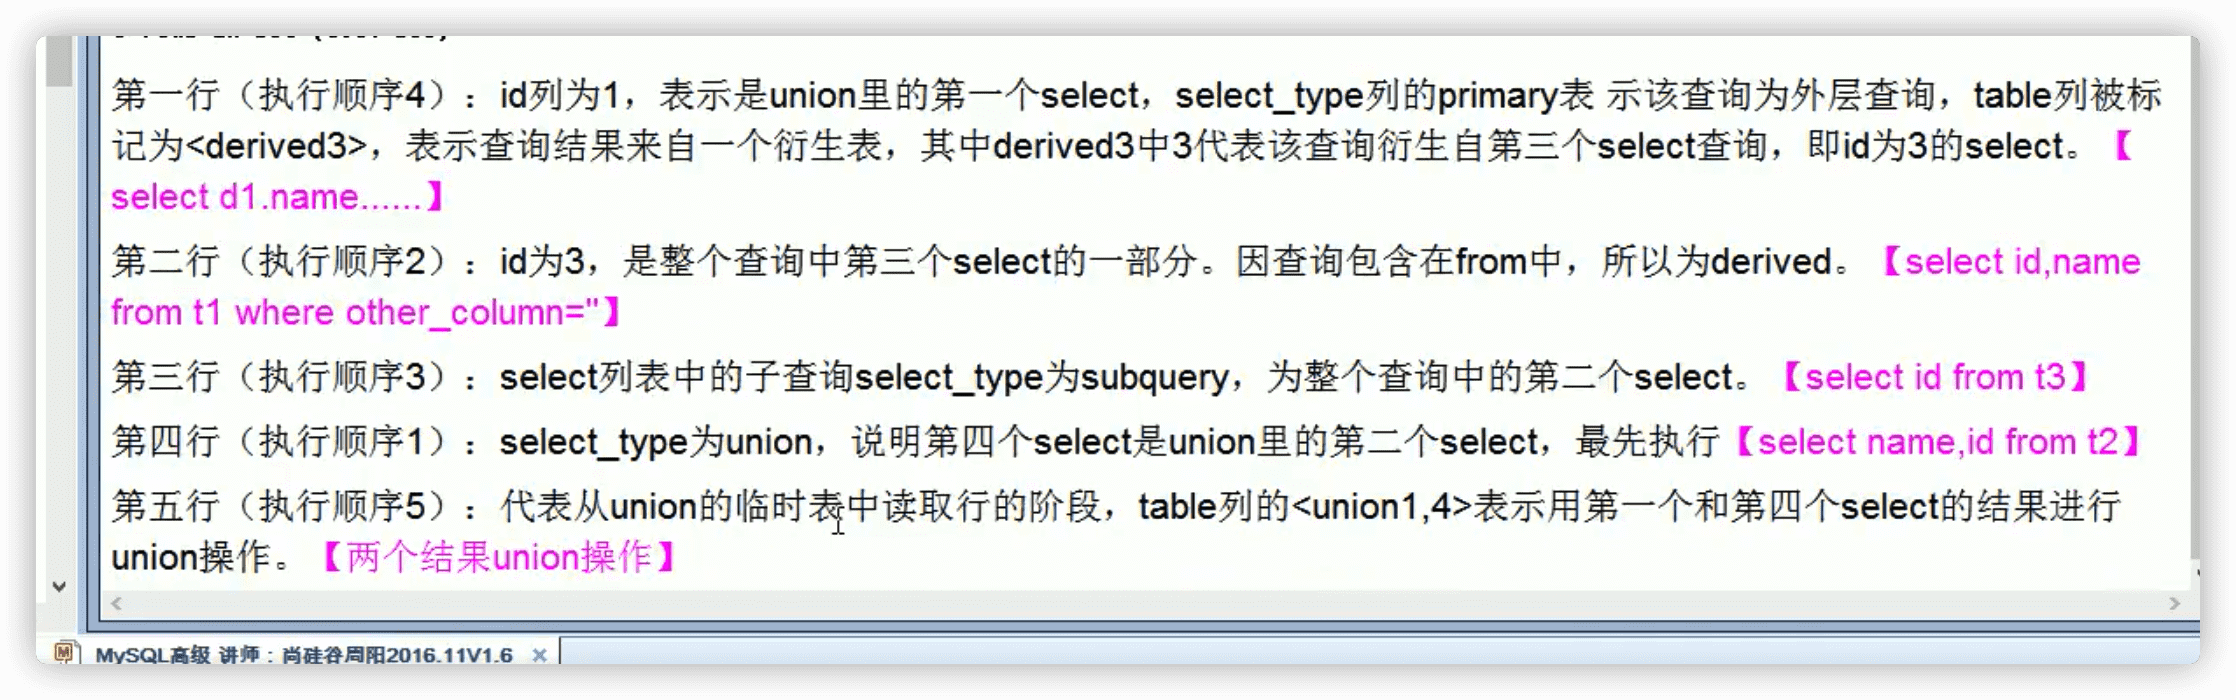 第一行（执行顺序4）：id列为1，表示是union里的第一个select，select_type列的primary表 示该查询为外层查询，table列被标
记为<derived3>，表示查询结果来自一个衍生表，其中derived3中3代表该查询衍生自第三个select查询，即id为3的select。【
select d1.name......】
第二行（执行顺序2）：id为3，是整个查询中第三个select的一部分。因查询包含在from中，所以为derived。【select id,name
from t1 where other_column=''】
第三行（执行顺序3）：select列表中的子查询select_type为subquery，为整个查询中的第二个select。【select id from t3】
第四行（执行顺序1）：select_type为union，说明第四个select是union里的第二个select，最先执行【select name,id from t2】
第五行（执行顺序5）：代表从union的临时表中读取行的阶段，table列的<union1,4>表示用第一个和第四个select的结果进行
union操作。【两个结果union操作】
MySQL高级 讲师：尚硅谷周阳2016.11V1.6